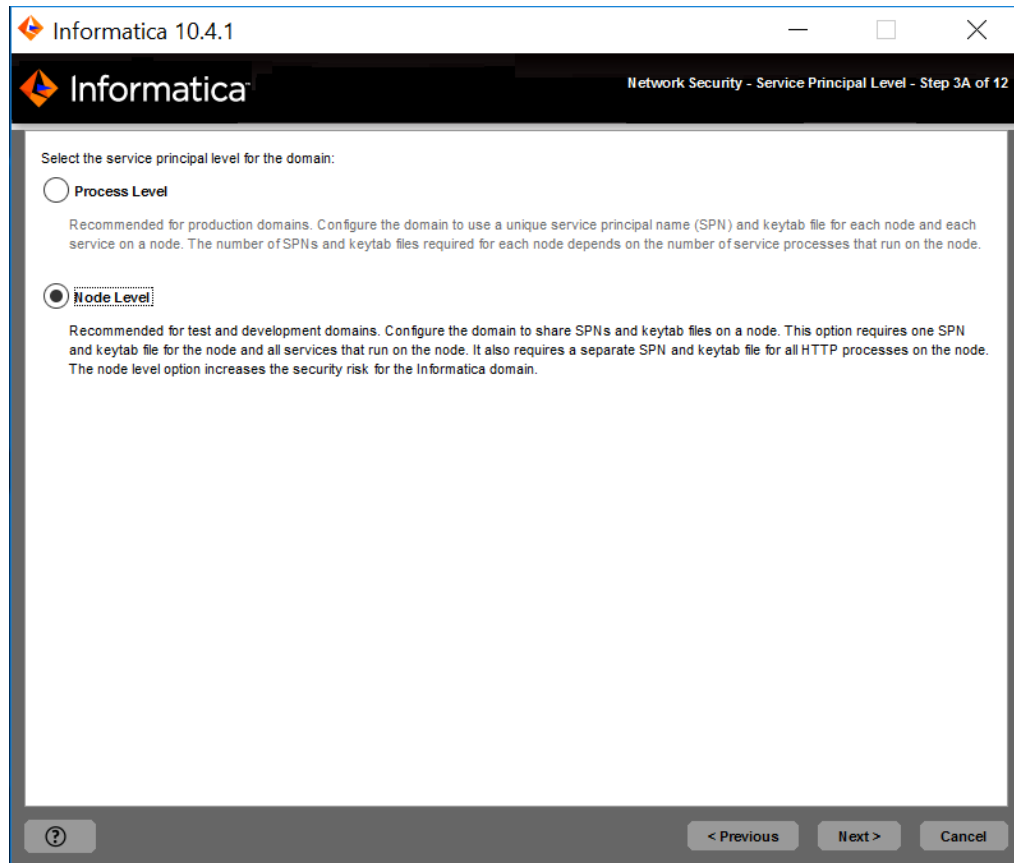 Informatica 10.4.1
Informatica
Network Security - Service Principal Level - Step 3A of 12
Select the service principal level for the domain:
Process Level
Recommended for production domains. Configure the domain to use a unique service principal name (SPN) and keytab file for each node and each
service on a node. The number of SPNs and keytab files required for each node depends on the number of service processes that run on the node.
Node Level
Recommended for test and development domains. Configure the domain to share SPNs and keytab files on a node. This option requires one SPN
and keytab file for the node and all services that run on the node. It also requires a separate SPN and keytab file for all HTTP processes on the node.
The node level option increases the security risk for the Informatica domain.
?
< Previous
Next >
Cancel